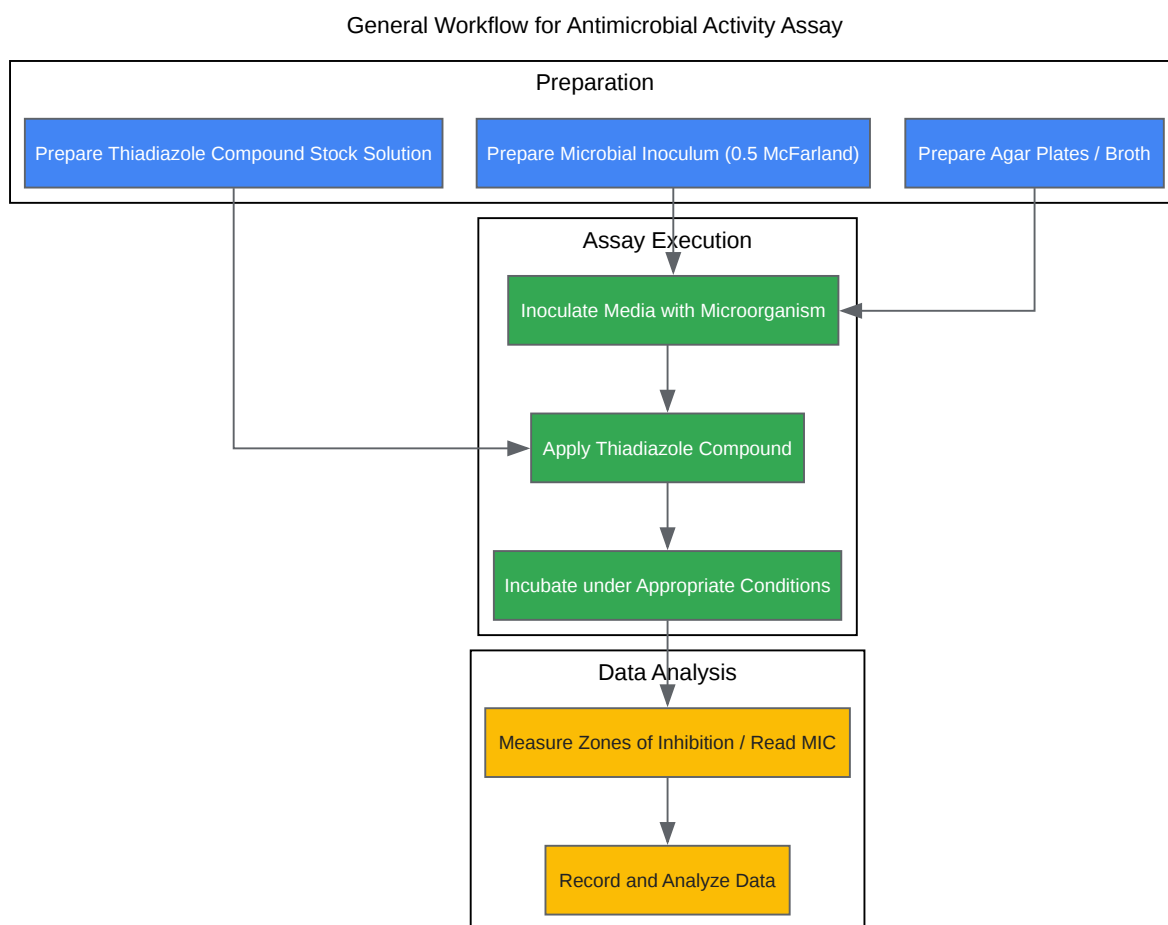 General Workflow for Antimicrobial Activity Assay
Preparation
Prepare Thiadiazole Compound Stock Solution
Prepare Microbial Inoculum (0.5 McFarland)
Prepare Agar Plates / Broth
Assay Execution
Inoculate Media with Microorganism
Apply Thiadiazole Compound
Incubate under Appropriate Conditions
Data Analysis
Measure Zones of Inhibition / Read MIC
Record and Analyze Data